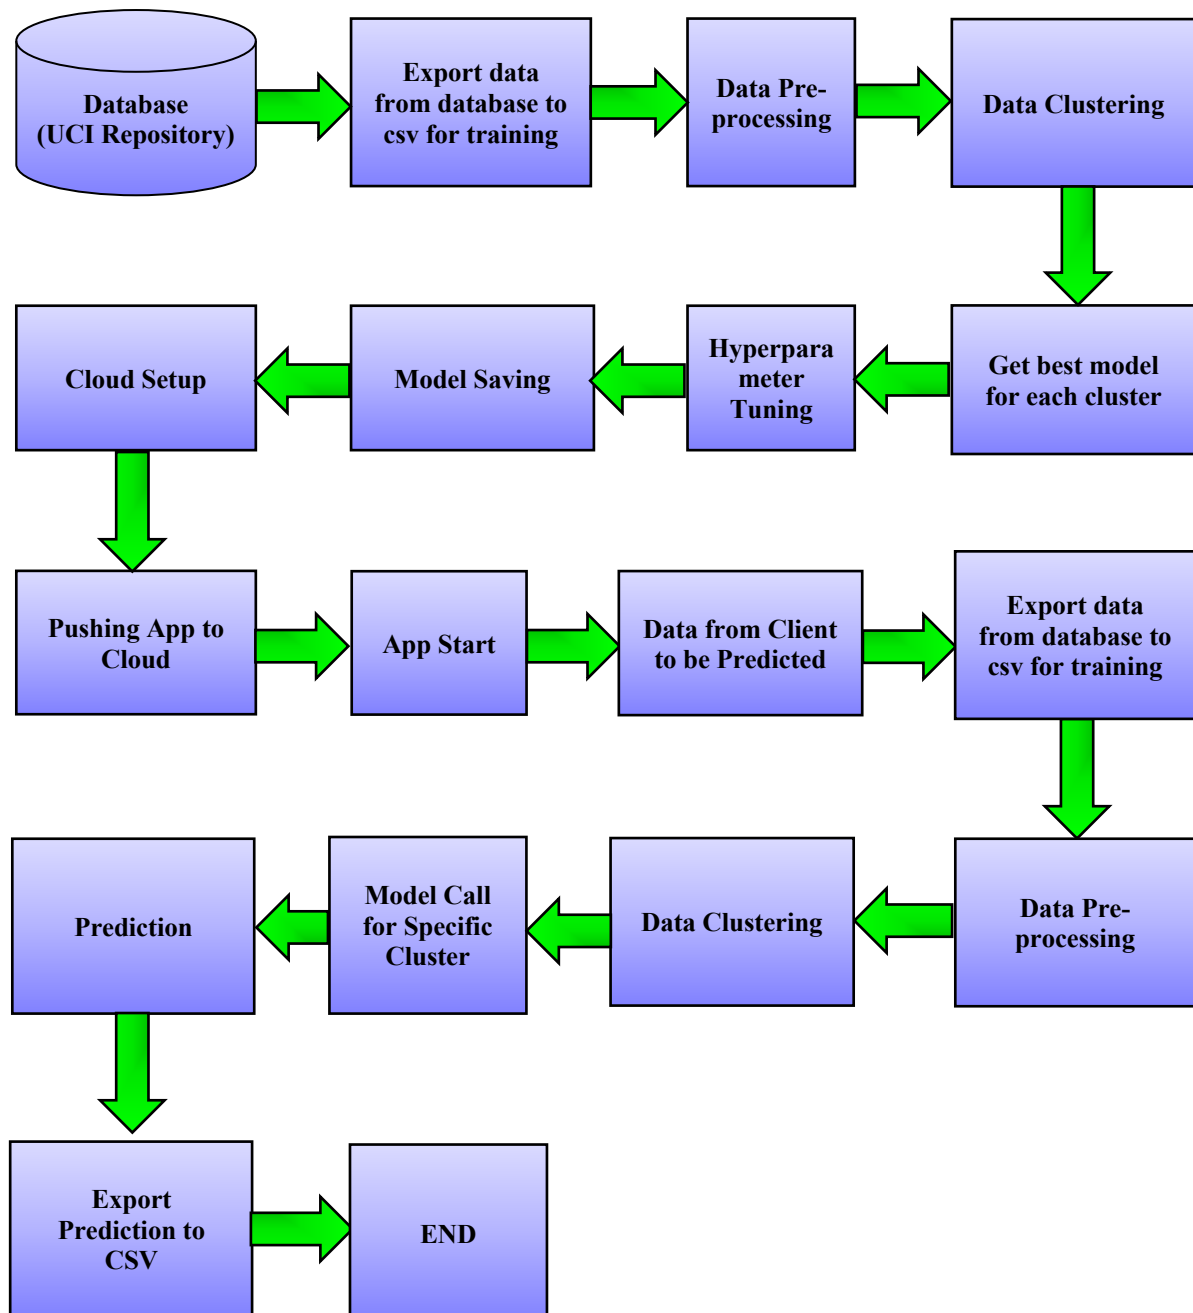 Database
(UCI Repository)
Export data
from database to
csv for training
Data Pre-
processing
Data Clustering
Get best model
for each cluster
Hyperpara
meter
Tuning
Model Saving
Cloud Setup
Pushing App to
Cloud
App Start
Data from Client
to be Predicted
Export data
from database to
csv for training
Data Pre-
processing
Data Clustering
Model Call
for Specific
Cluster
Prediction
Export
Prediction to
CSV
END